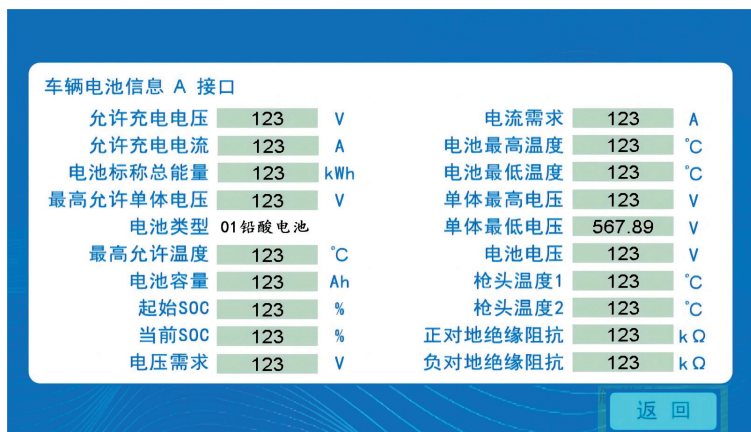 车辆电池信息 A 接口
允许充电电压 123 V 电流需求 123 A
允许充电电流 123 A 电池最高温度 123 ℃
电池标称总能量 123 kWh 电池最低温度 123 ℃
最高允许单体电压 123 V 单体最高电压 123 V
电池类型 01铅酸电池 单体最低电压 567.89 V
最高允许温度 123 ℃ 电池电压 123 V
电池容量 123 Ah 枪头温度1 123 ℃
起始SOC 123 % 枪头温度2 123 ℃
当前SOC 123 % 正对地绝缘阻抗 123 kΩ
电压需求 123 V 负对地绝缘阻抗 123 kΩ
返回